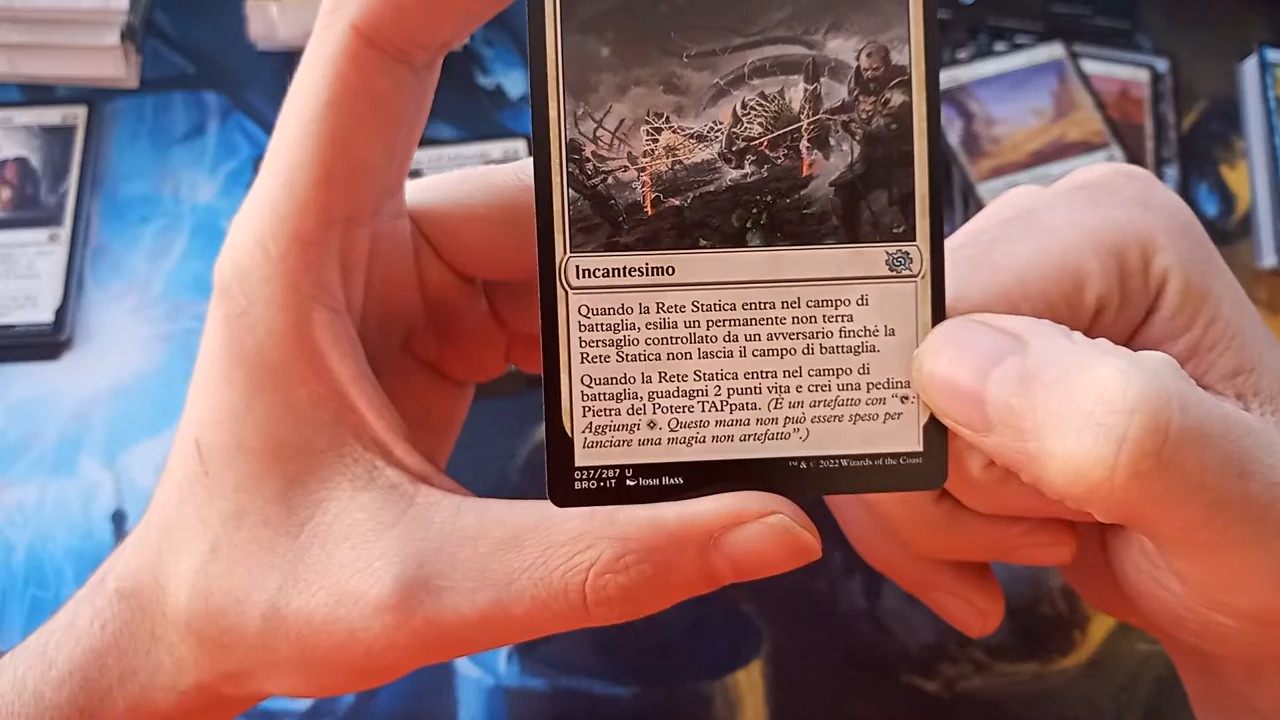 Incantesimo
Quando la Rete Statica entra nel campo di
battaglia, esilia un permanente non terra
bersaglio controllato da un avversario finché la
Rete Statica non lascia il campo di battaglia.
Quando la Rete Statica entra nel campo di
battaglia, guadagni 2 punti vita e crei una pedina
Pietra del Potere TAPpata. (È un artefatto con “T:
Aggiungi ◇. Questo mana non può essere speso per
lanciare una magia non artefatto”.)
027/287 U
BRO • IT Josh Hass
™ & © 2022 Wizards of the Coast